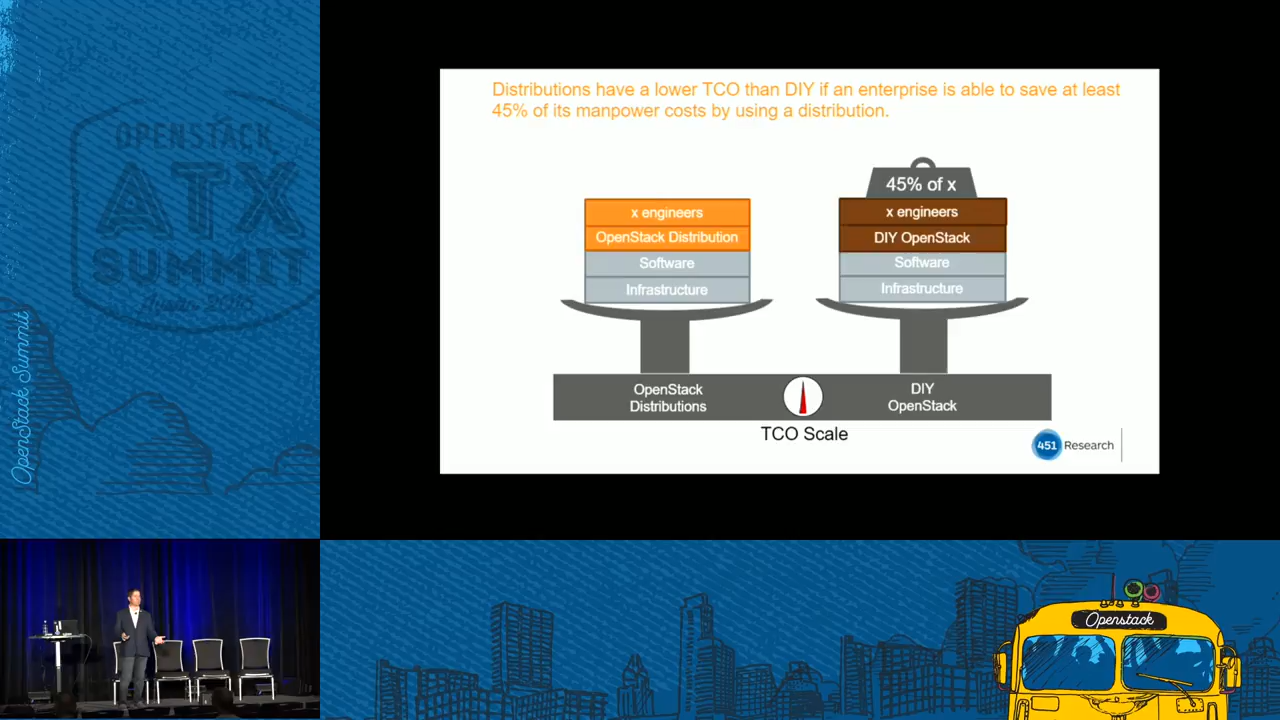 Distributions have a lower TCO than DIY if an enterprise is able to save at least
45% of its manpower costs by using a distribution.
45% of x
x engineers
OpenStack Distribution
Software
Infrastructure
x engineers
DIY OpenStack
Software
Infrastructure
OpenStack
Distributions
DIY
OpenStack
TCO Scale
451 Research
OPENSTACK
ATX
SUMMIT
OpenStack Summit
Openstack